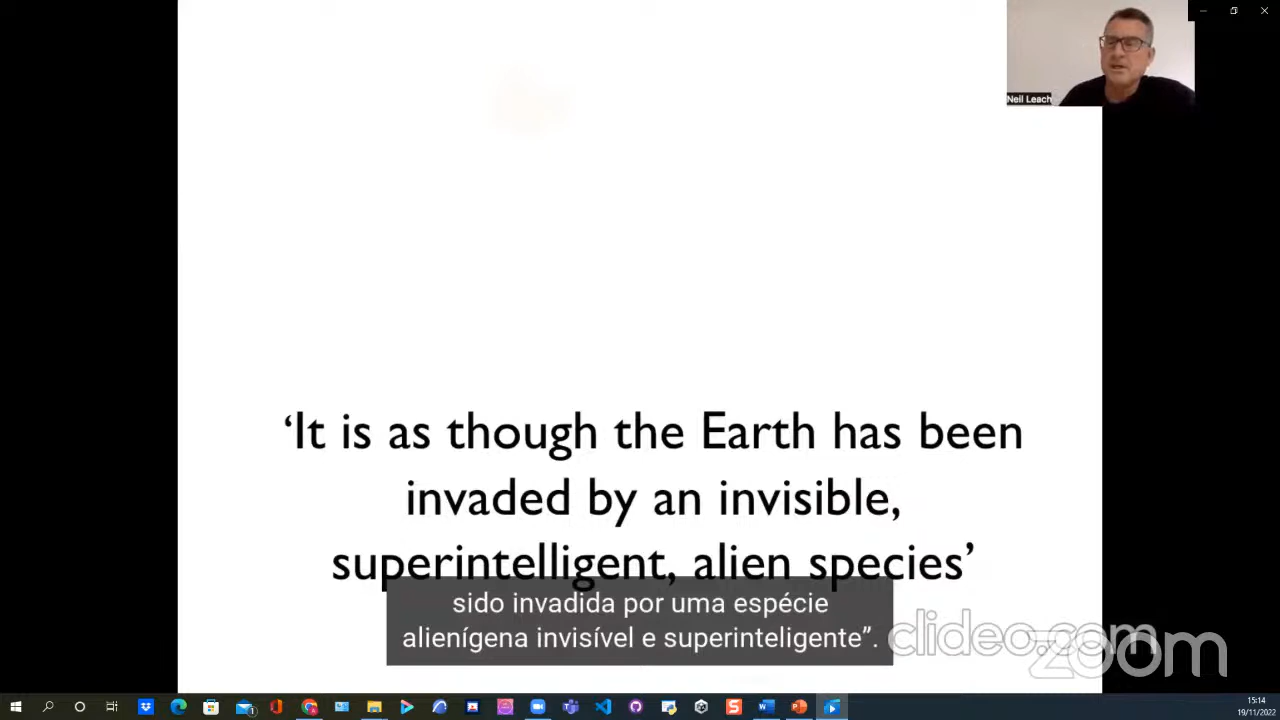 Neil Leach
‘It is as though the Earth has been
invaded by an invisible,
superintelligent, alien species’
sido invadida por uma espécie
alienígena invisível e superinteligente”.
clideo.com
zoom
15:14
19/11/2022